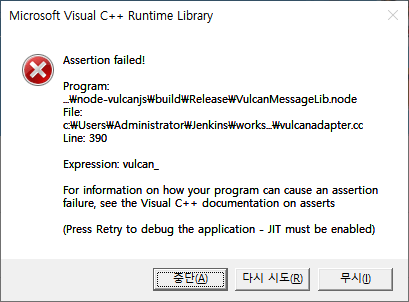 Microsoft Visual C++ Runtime Library
Assertion failed!
Program:
...₩node-vulcanjs₩build₩Release₩VulcanMessageLib.node
File:
c:₩Users₩Administrator₩Jenkins₩works...₩vulcanadapter.cc
Line: 390
Expression: vulcan_
For information on how your program can cause an assertion
failure, see the Visual C++ documentation on asserts
(Press Retry to debug the application - JIT must be enabled)
중단(A) 다시 시도(R) 무시(I)